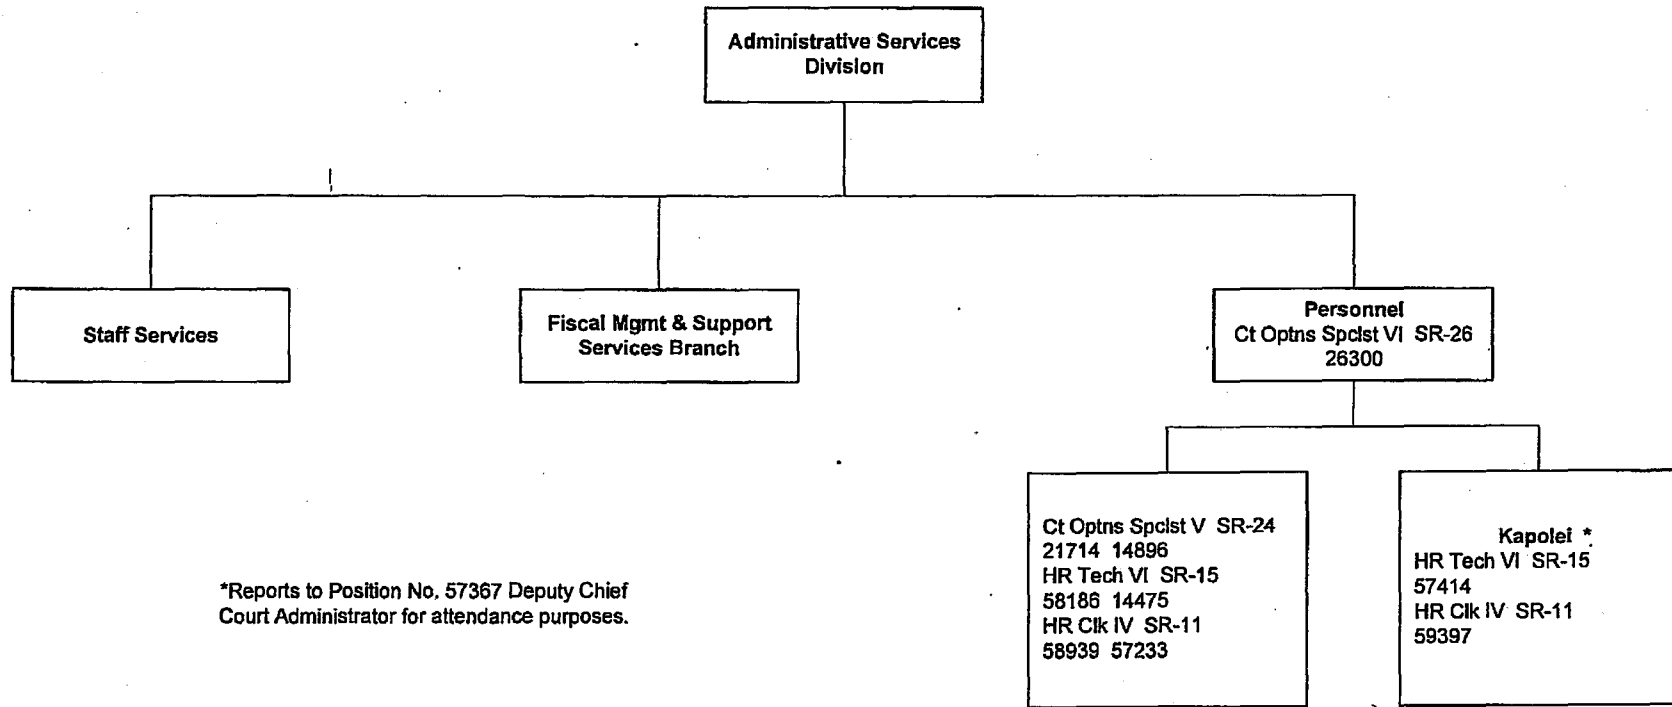 Administrative Services
Division
Staff Services
Fiscal Mgmt & Support
Services Branch
Personnel
Ct Optns Spclst VI SR-26
26300
Ct Optns Spclst V SR-24
21714 14896
HR Tech VI SR-15
58186 14475
HR Clk IV SR-11
58939 57233
Kapolei *
HR Tech VI SR-15
57414
HR Clk IV SR-11
59397
*Reports to Position No. 57367 Deputy Chief
Court Administrator for attendance purposes.